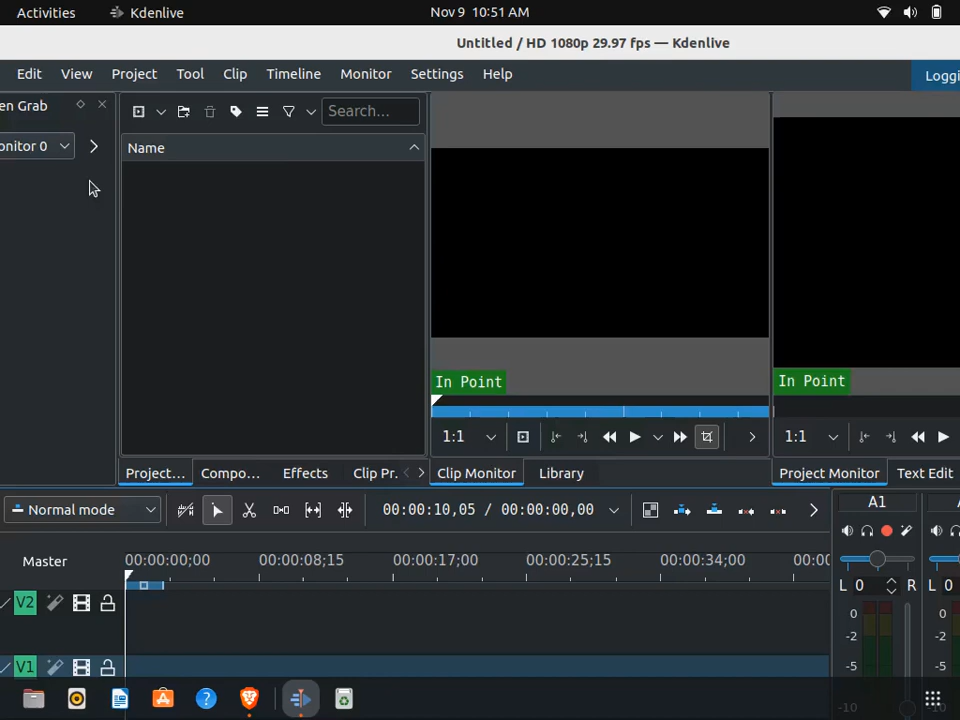 Activities Kdenlive Nov 9 10:51 AM
Untitled / HD 1080p 29.97 fps — Kdenlive
Edit View Project Tool Clip Timeline Monitor Settings Help Loggi
en Grab
onitor 0
Search...
Name
In Point In Point
1:1 1:1
Project... Compo... Effects Clip Pr. Clip Monitor Library Project Monitor Text Edit
Normal mode 00:00:10,05 / 00:00:00,00 A1
Master 00:00:00;00 00:00:08;15 00:00:17;00 00:00:25;15 00:00:34;00 00:00
L 0 R L 0
V2
0 0
-2 -2
-5 -5
V1
-10 -10